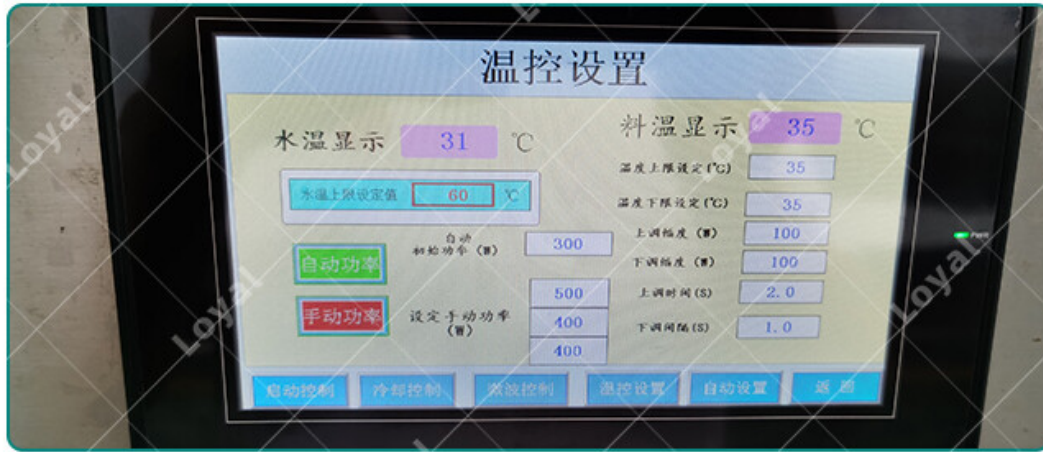 温控设置
水温显示 31 ℃
料温显示 35 ℃
水温上限设定值 60 ℃
温度上限设定(℃) 35
温度下限设定(℃) 35
自动
初始功率 (W) 300
上调幅度 (W) 100
下调幅度 (W) 100
自动功率
手动功率
设定手动功率
(W)
500
400
400
上调时间(S) 2.0
下调间隔(S) 1.0
启动控制 冷却控制 微波控制 温控设置 自动设置 返回
PWR
Loyal
Loyal
Loyal
Loyal
Loyal